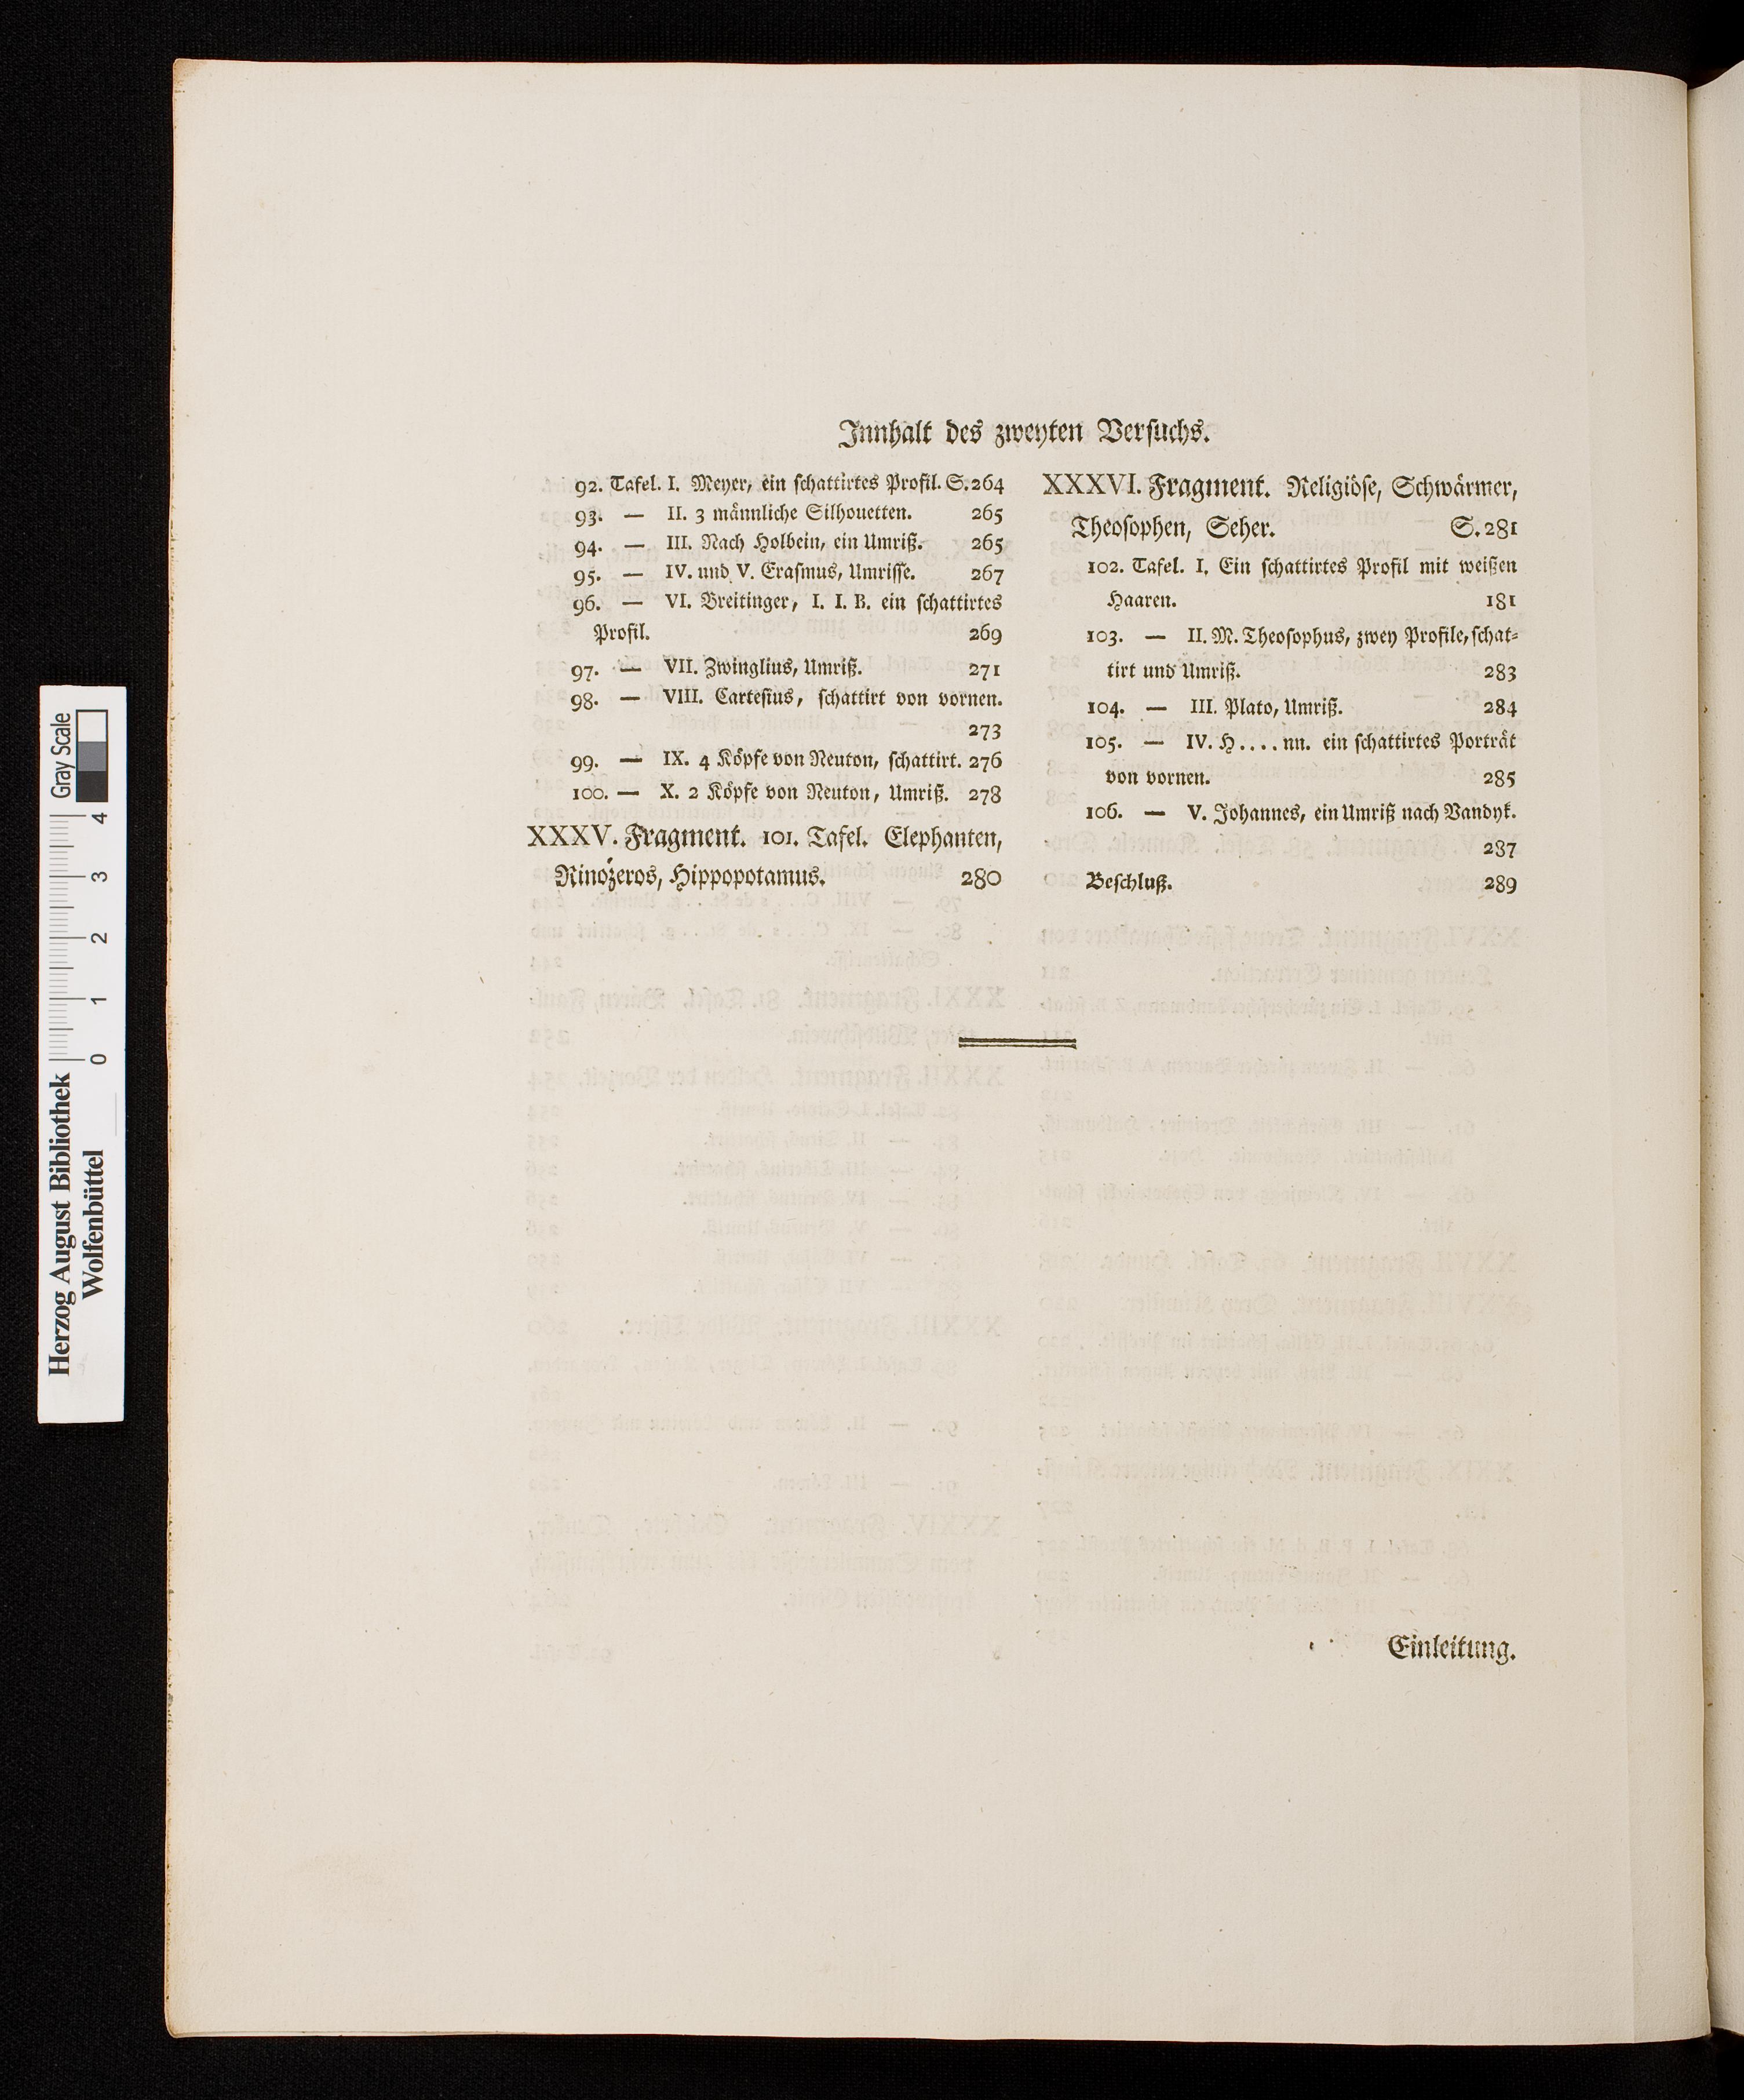 Innhalt des zweyten Verſuchs.
92. Tafel. I. Meyer, ein ſchattirtes Profil. S. 264
93. — II. 3 männliche Silhouetten. 265
94. — III. Nach Holbein, ein Umriß. 265
95. — IV. und V. Eraſmus, Umriſſe. 267
96. — VI. Breitinger, I. I. B. ein ſchattirtes
Profil. 269
97. — VII. Zwinglius, Umriß. 271
98. — VIII. Carteſius, ſchattirt von vornen.
273
99. — IX. 4 Köpfe von Neuton, ſchattirt. 276
100. — X. 2 Köpfe von Neuton, Umriß. 278
XXXV. Fragment. 101. Tafel. Elephanten,
Rinózeros, Hippopotamus. 280
XXXVI. Fragment. Religiöſe, Schwärmer,
Theoſophen, Seher. S. 281
102. Tafel. I. Ein ſchattirtes Profil mit weißen
Haaren. 181
103. — II. M. Theoſophus, zwey Profile, ſchat-
tirt und Umriß. 283
104. — III. Plato, Umriß. 284
105. — IV. H.... nn. ein ſchattirtes Porträt
von vornen. 285
106. — V. Johannes, ein Umriß nach Vandyk.
287
Beſchluß. 289
Einleitung.
Herzog August Bibliothek
Wolfenbüttel
0 1 2 3 4
Gray Scale